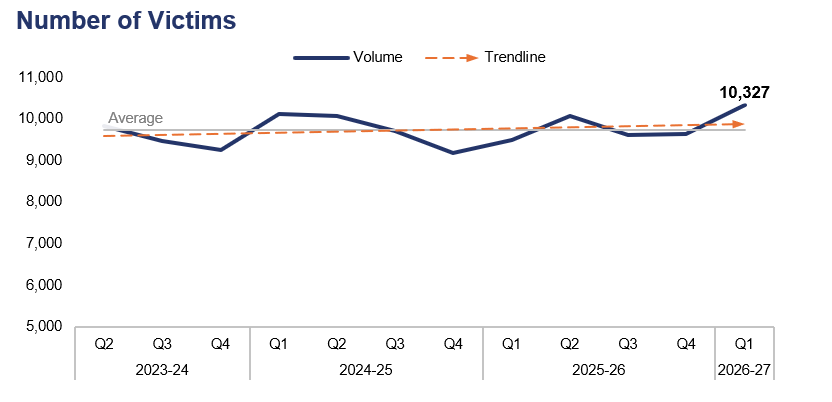 Number of Victims
Volume Trendline
11,000
10,327
10,000
Average
9,000
8,000
7,000
6,000
5,000
Q2 Q3 Q4 Q1 Q2 Q3 Q4 Q1 Q2 Q3 Q4 Q1
2023-24 2024-25 2025-26 2026-27